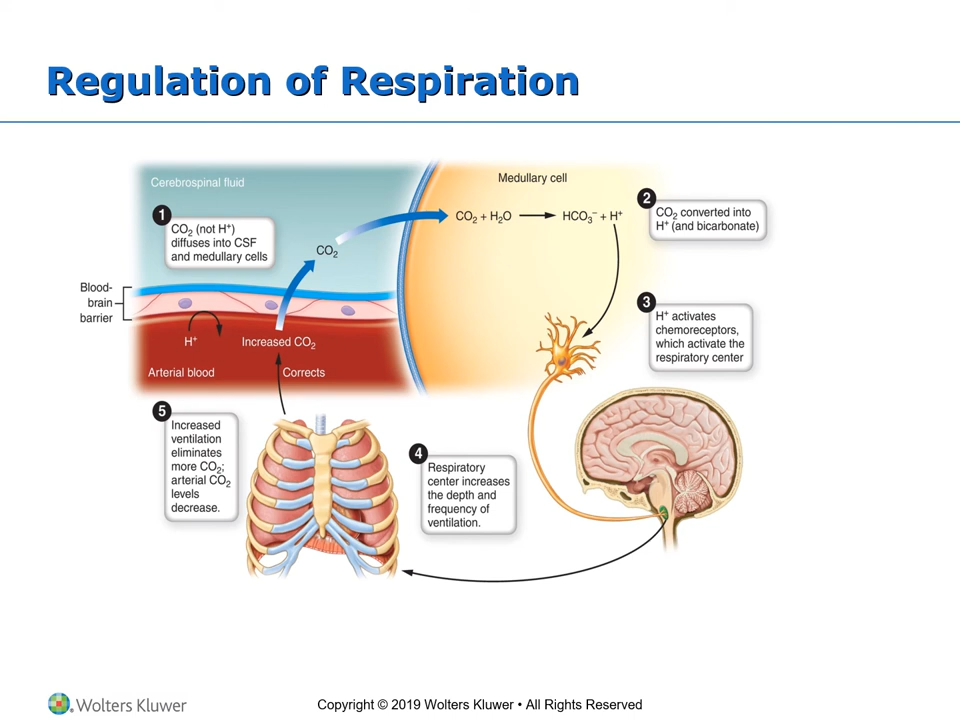 Regulation of Respiration
Cerebrospinal fluid
Medullary cell
1
CO₂ (not H⁺)
diffuses into CSF
and medullary cells
CO₂
CO₂ + H₂O
HCO₃⁻ + H⁺
2
CO₂ converted into
H⁺ (and bicarbonate)
Blood-
brain
barrier
H⁺
Increased CO₂
Arterial blood
Corrects
3
H⁺ activates
chemoreceptors,
which activate the
respiratory center
5
Increased
ventilation
eliminates
more CO₂;
arterial CO₂
levels
decrease.
4
Respiratory
center increases
the depth and
frequency of
ventilation.
Wolters Kluwer
Copyright © 2019 Wolters Kluwer • All Rights Reserved